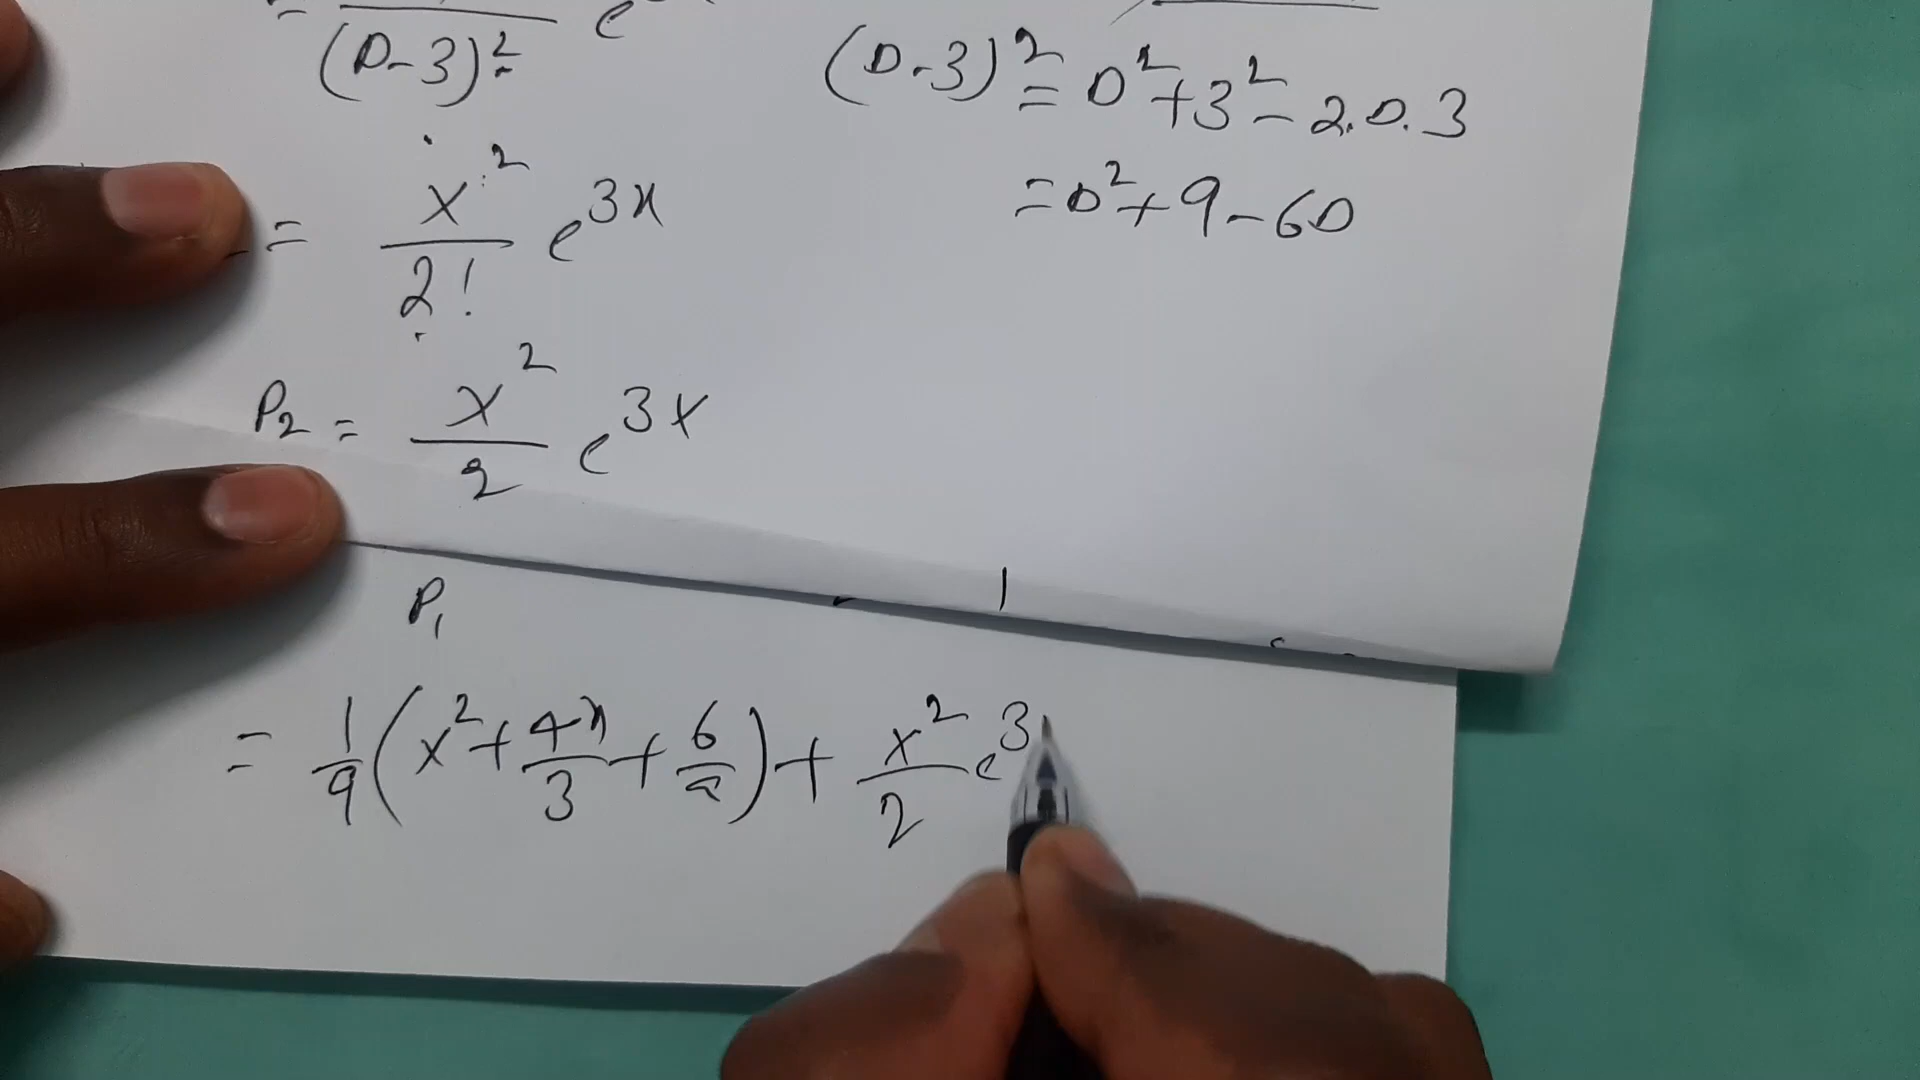 = (D-3)² e
(D-3)² = D² + 3² - 2.D.3
= D² + 9 - 6D
= x²/2! e^3x
P₂ = x²/2 e^3x
P₁
= 1/9 (x² + 4x/3 + 6/9) + x²/2 e^3